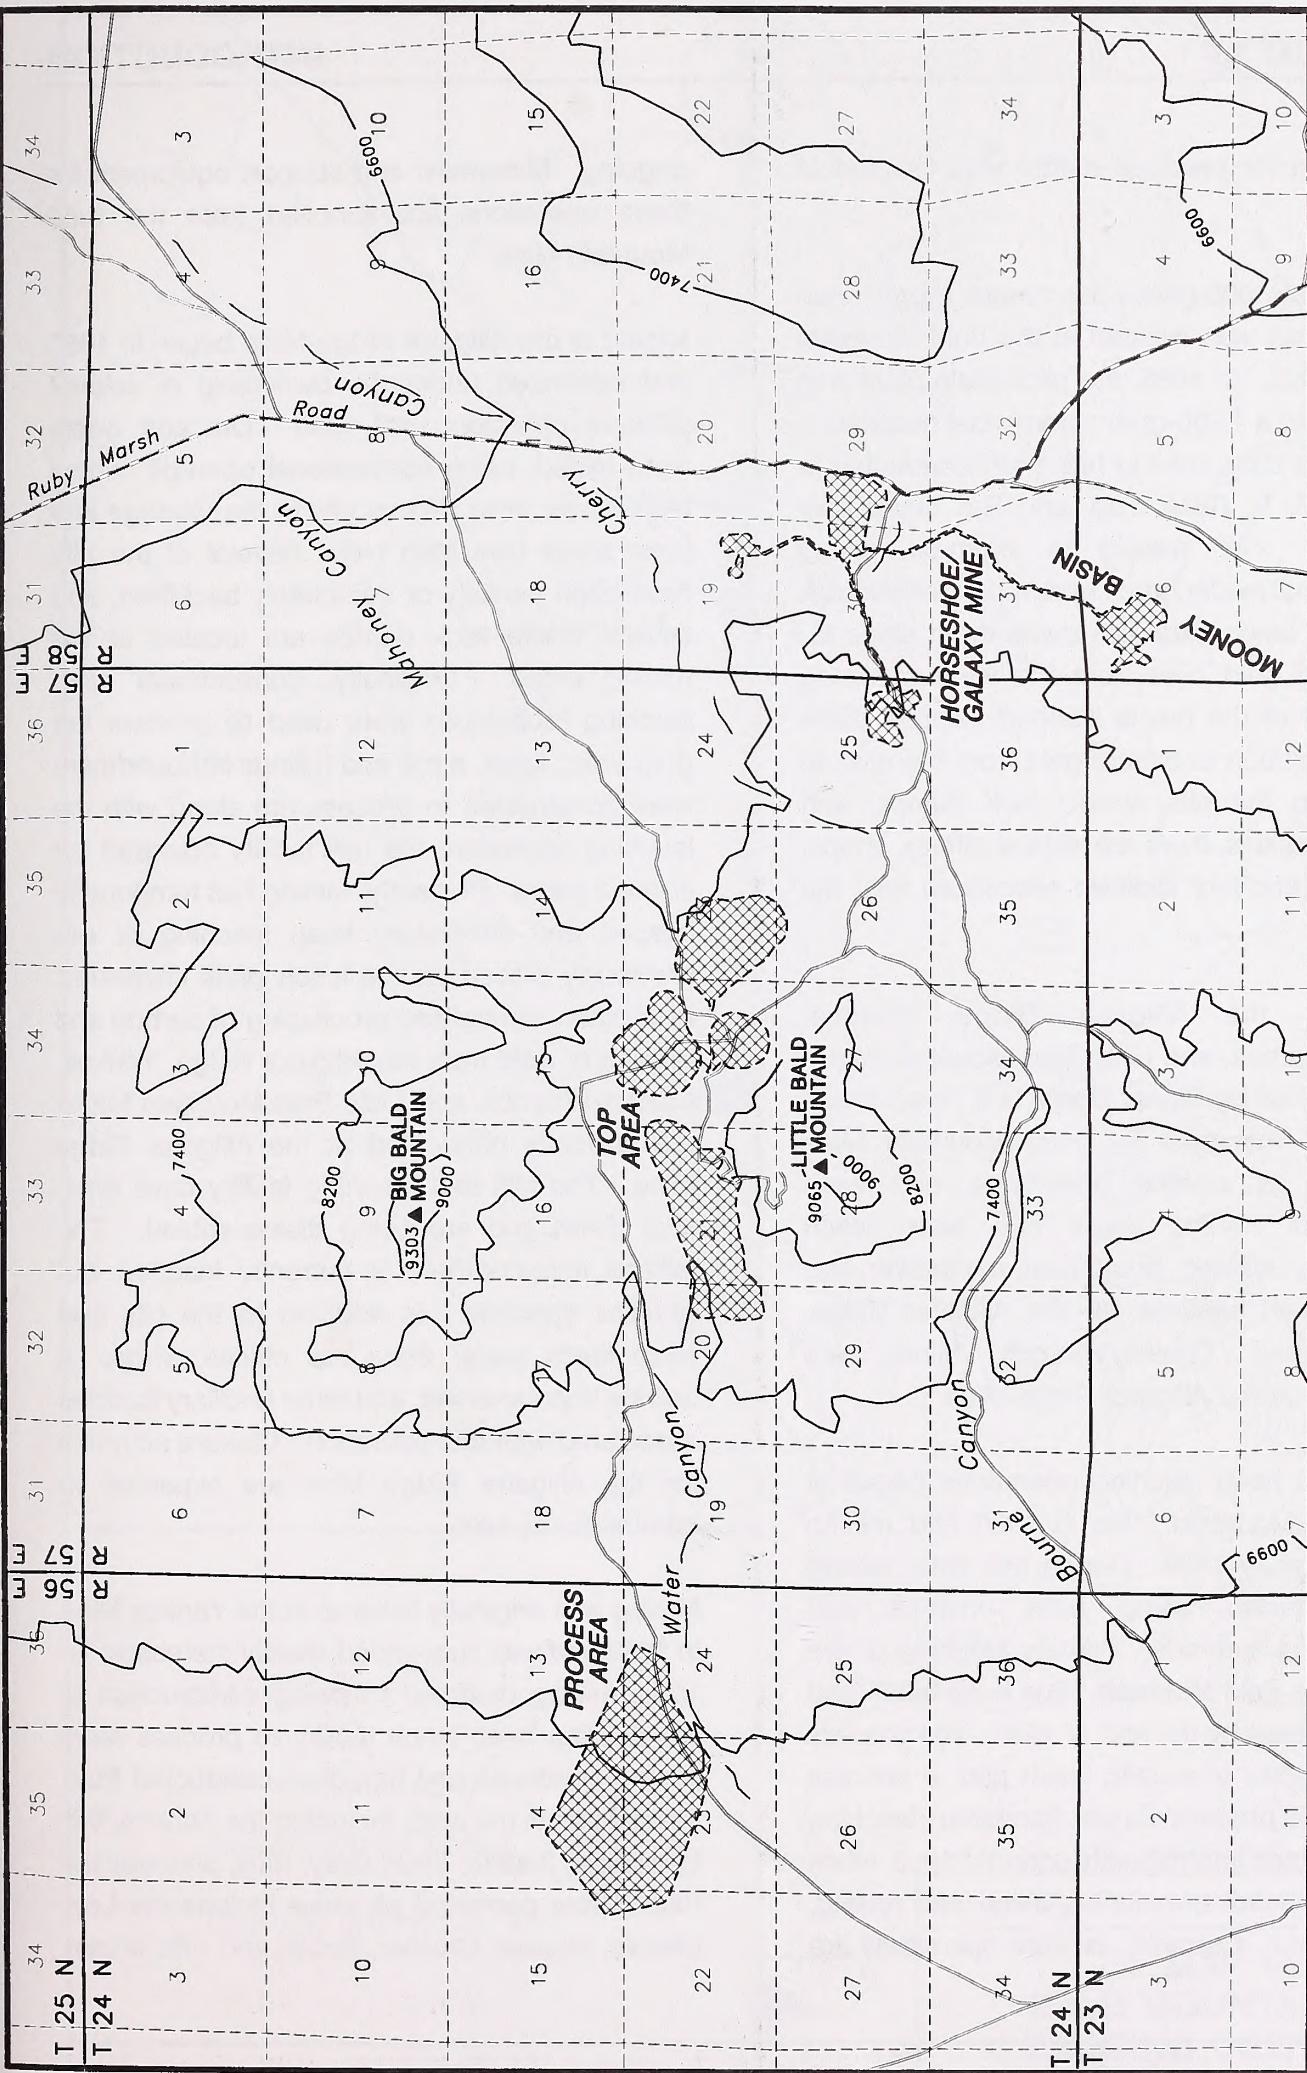 34 35 36 31 32 33 34 35 36 31 32 33 34
T 25 N
T 24 N
R 56 E
R 57 E
R 57 E
R 58 E
Ruby Marsh Road
3 2 6 5 4 3 2 1 6 5 4 3
7400
Mahoney Canyon
8200
10 11 12 7 8 9 10 11 12 7 8 9 10
6600
BIG BALD
9303 MOUNTAIN
9000
Cherry Canyon
15 14 13 18 17 16 15 14 13 18 17 16 15
PROCESS
AREA
TOP
AREA
Water Canyon
7400
22 23 24 19 20 21 22 23 24 19 20 21 22
LITTLE BALD
9065 MOUNTAIN
9000
27 26 25 30 29 28 27 26 25 30 29 28 27
8200
HORSESHOE/
GALAXY MINE
Bourne Canyon
7400
34 35 36 31 32 33 34 35 36 31 32 33 34
T 24 N
T 23 N
MOONEY
BASIN
3 2 1 6 5 4 3 2 1 6 5 4 3
6600
6600
10 11 12 7 8 9 10 11 12 7 8 9 10